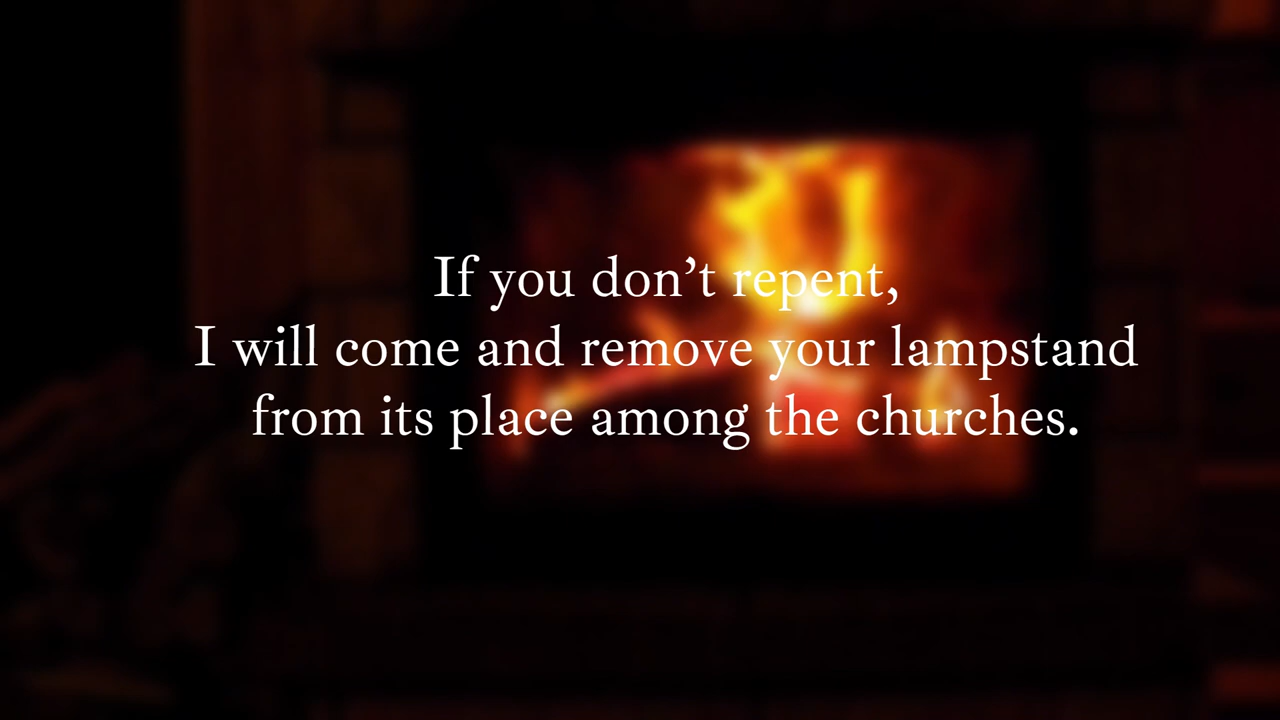 If you don’t repent,
I will come and remove your lampstand
from its place among the churches.